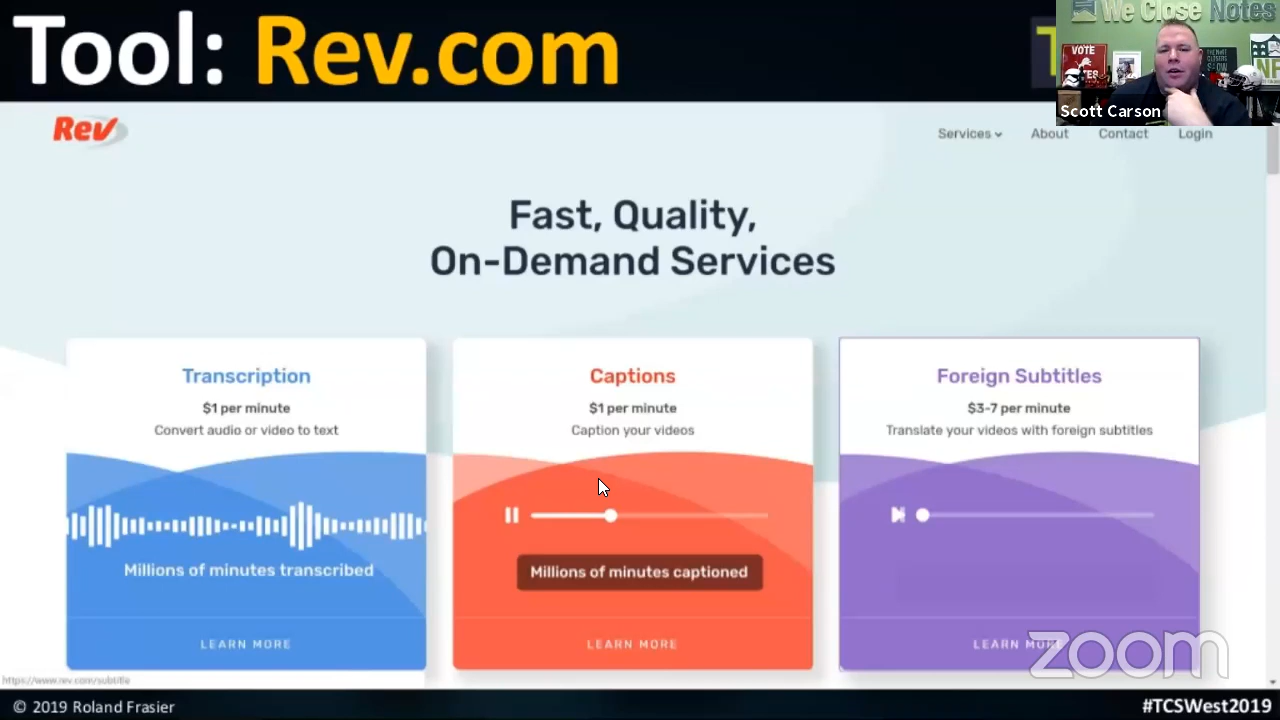 Tool: Rev.com
We Close Notes
VOTE
Scott Carson
Rev
Services
About
Contact
Login
Fast, Quality,
On-Demand Services
Transcription
$1 per minute
Convert audio or video to text
Millions of minutes transcribed
LEARN MORE
Captions
$1 per minute
Caption your videos
Millions of minutes captioned
LEARN MORE
Foreign Subtitles
$3-7 per minute
Translate your videos with foreign subtitles
LEARN MORE
zoom
https://www.rev.com/subtitle
© 2019 Roland Frasier
#TCSWest2019